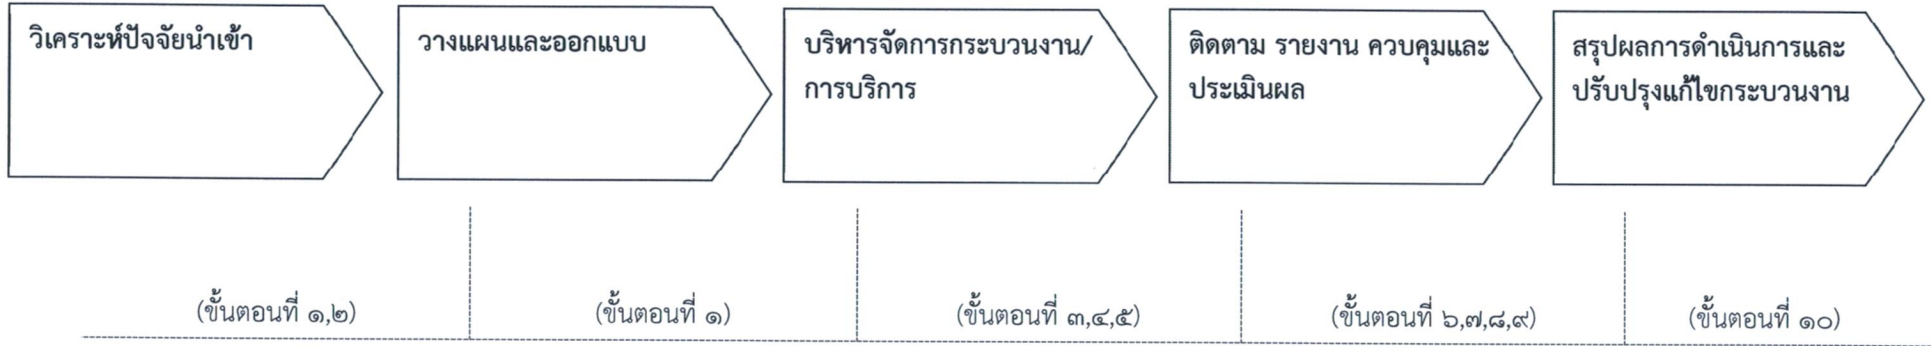 วิเคราะห์ปัจจัยนำเข้า
วางแผนและออกแบบ
บริหารจัดการกระบวนงาน/
การบริการ
ติดตาม รายงาน ควบคุมและ
ประเมินผล
สรุปผลการดำเนินการและ
ปรับปรุงแก้ไขกระบวนงาน
(ขั้นตอนที่ ๑,๒)
(ขั้นตอนที่ ๑)
(ขั้นตอนที่ ๓,๔,๕)
(ขั้นตอนที่ ๖,๗,๘,๙)
(ขั้นตอนที่ ๑๐)